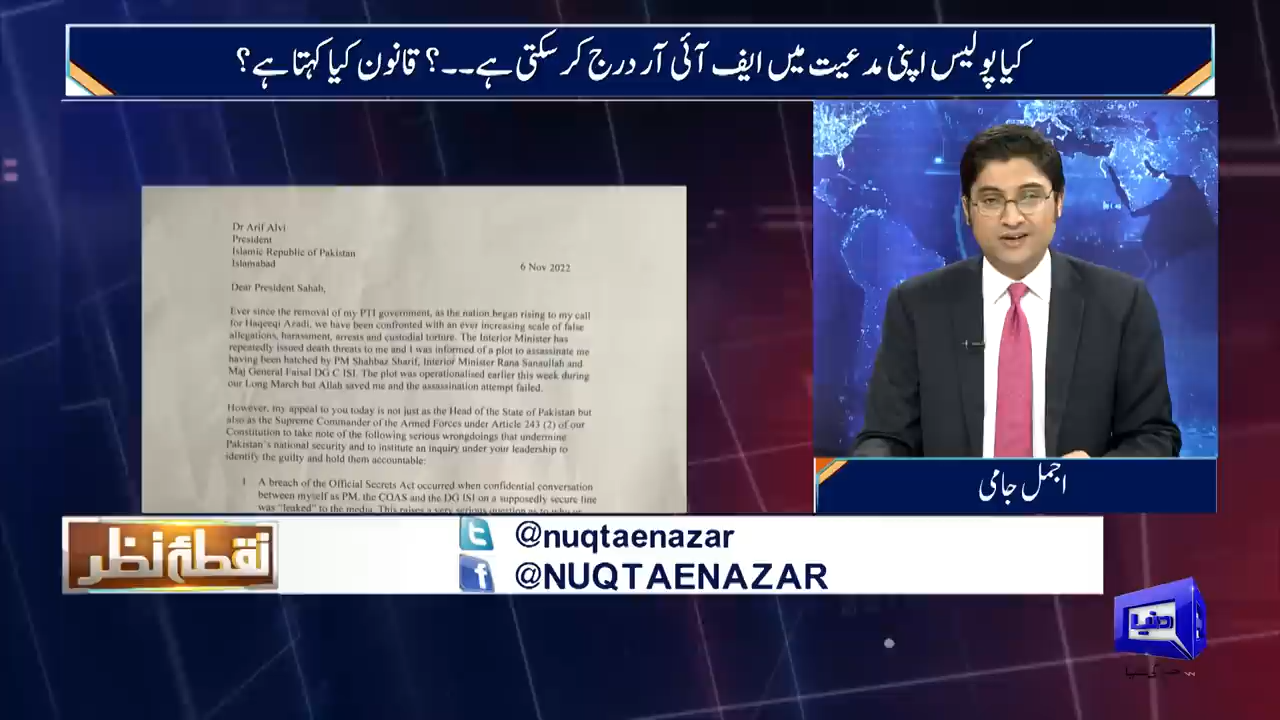 کیا پولیس اپنی مدعیت میں ایف آئی آر درج کر سکتی ہے۔۔۔؟ قانون کیا کہتا ہے؟
Dr Arif Alvi
President
Islamic Republic of Pakistan
Islamabad
6 Nov 2022
Dear President Sahah,
Ever since the removal of my PTI government, as the nation began rising to my call
for Haqeeqi Azadi, we have been confronted with an ever increasing scale of false
allegations, harassment, arrests and custodial torture. The Interior Minister has
repeatedly issued death threats to me and I was informed of a plot to assassinate me
having been hatched by PM Shahbaz Sharif, Interior Minister Rana Sanaullah and
Maj General Faisal DG C ISI. The plot was operationalised earlier this week during
our Long March but Allah saved me and the assassination attempt failed.
However, my appeal to you today is not just as the Head of the State of Pakistan but
also as the Supreme Commander of the Armed Forces under Article 243 (2) of our
Constitution to take note of the following serious wrongdoings that undermine
Pakistan's national security and to institute an inquiry under your leadership to
identify the guilty and hold them accountable:
1 A breach of the Official Secrets Act occurred when confidential conversation
between myself as PM, the COAS and the DG ISI on a supposedly secure line
was "leaked" to the media. This raises a very serious question as to
اجمل جامی
نقطۂ نظر
@nuqtaenazar
@NUQTAENAZAR
دنیا